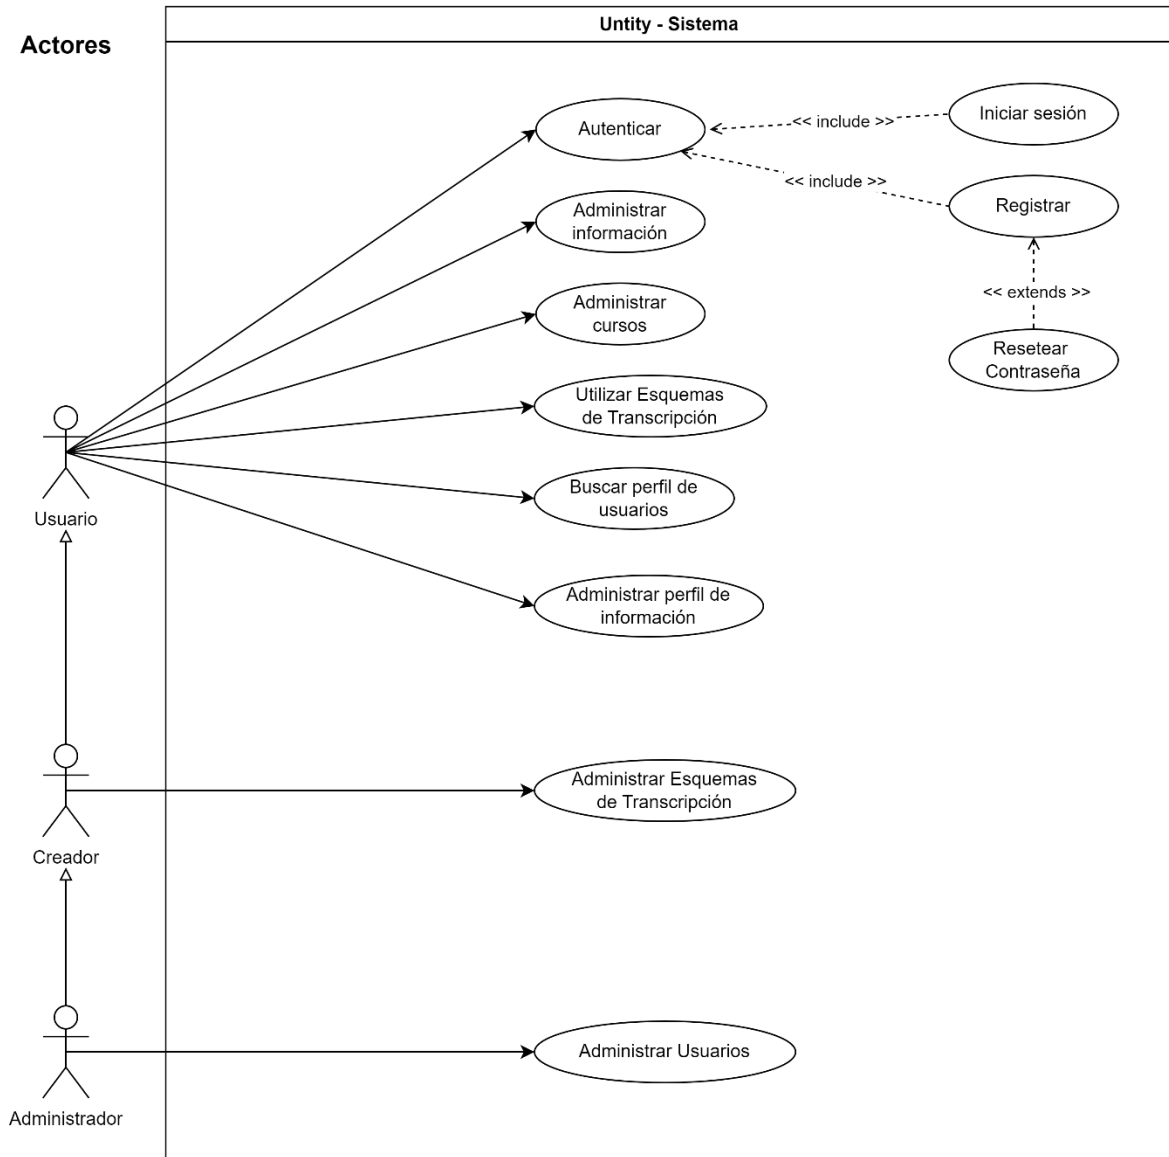 Untity - Sistema
Actores
Autenticar
<< include >>
Iniciar sesión
<< include >>
Registrar
Administrar
información
<< extends >>
Administrar
cursos
Resetear
Contraseña
Utilizar Esquemas
de Transcripción
Buscar perfil de
usuarios
Usuario
Administrar perfil de
información
Administrar Esquemas
de Transcripción
Creador
Administrar Usuarios
Administrador